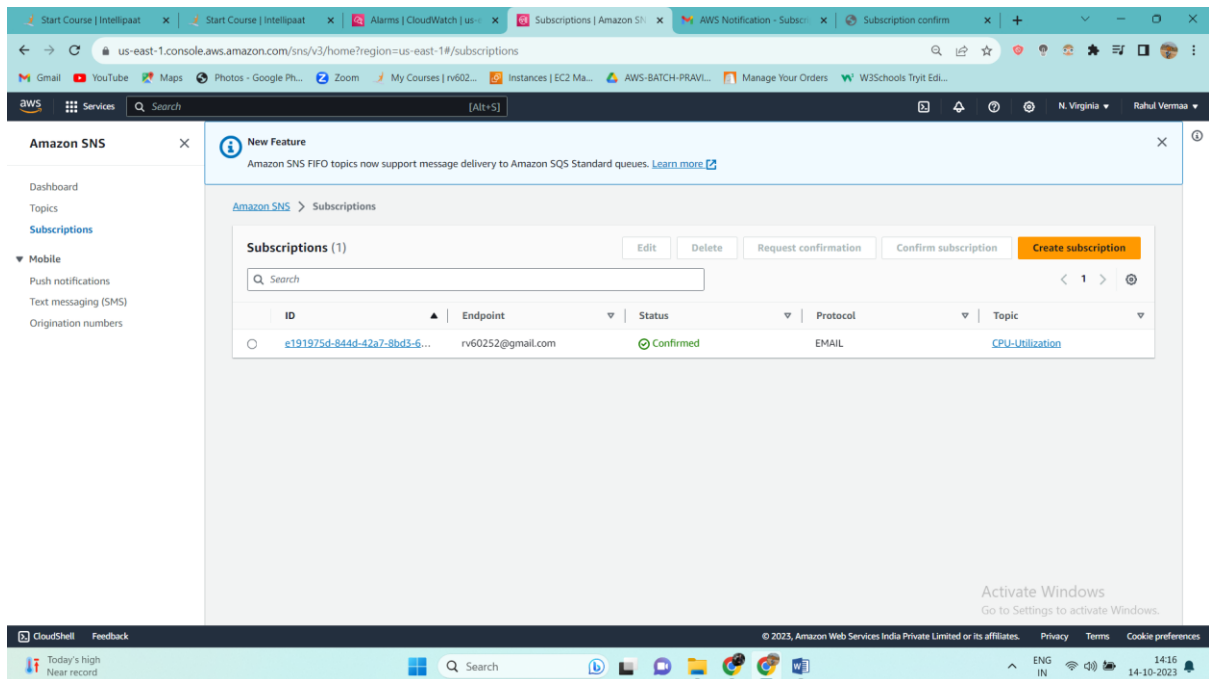 Start Course | Intellipaat
Start Course | Intellipaat
Alarms | CloudWatch | us-e
Subscriptions | Amazon SN
AWS Notification - Subscri
Subscription confirm
us-east-1.console.aws.amazon.com/sns/v3/home?region=us-east-1#/subscriptions
Gmail YouTube Maps Photos - Google Ph... Zoom My Courses | rv602... Instances | EC2 Ma... AWS-BATCH-PRAVI... Manage Your Orders W3Schools Tryit Edi...
aws Services Search [Alt+S] N. Virginia Rahul Vermaa
Amazon SNS
Dashboard
Topics
Subscriptions
Mobile
Push notifications
Text messaging (SMS)
Origination numbers
New Feature
Amazon SNS FIFO topics now support message delivery to Amazon SQS Standard queues. Learn more
Amazon SNS > Subscriptions
Subscriptions (1) Edit Delete Request confirmation Confirm subscription Create subscription
Search 1
ID Endpoint Status Protocol Topic
e191975d-844d-42a7-8bd3-6... rv60252@gmail.com Confirmed EMAIL CPU-Utilization
Activate Windows
Go to Settings to activate Windows.
CloudShell Feedback © 2023, Amazon Web Services India Private Limited or its affiliates. Privacy Terms Cookie preferences
Today's high
Near record
Search
ENG
IN
14:16
14-10-2023